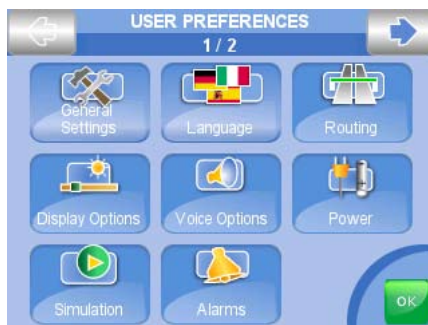 USER PREFERENCES
1 / 2
General
Settings
Language
Routing
Display Options
Voice Options
Power
Simulation
Alarms
OK